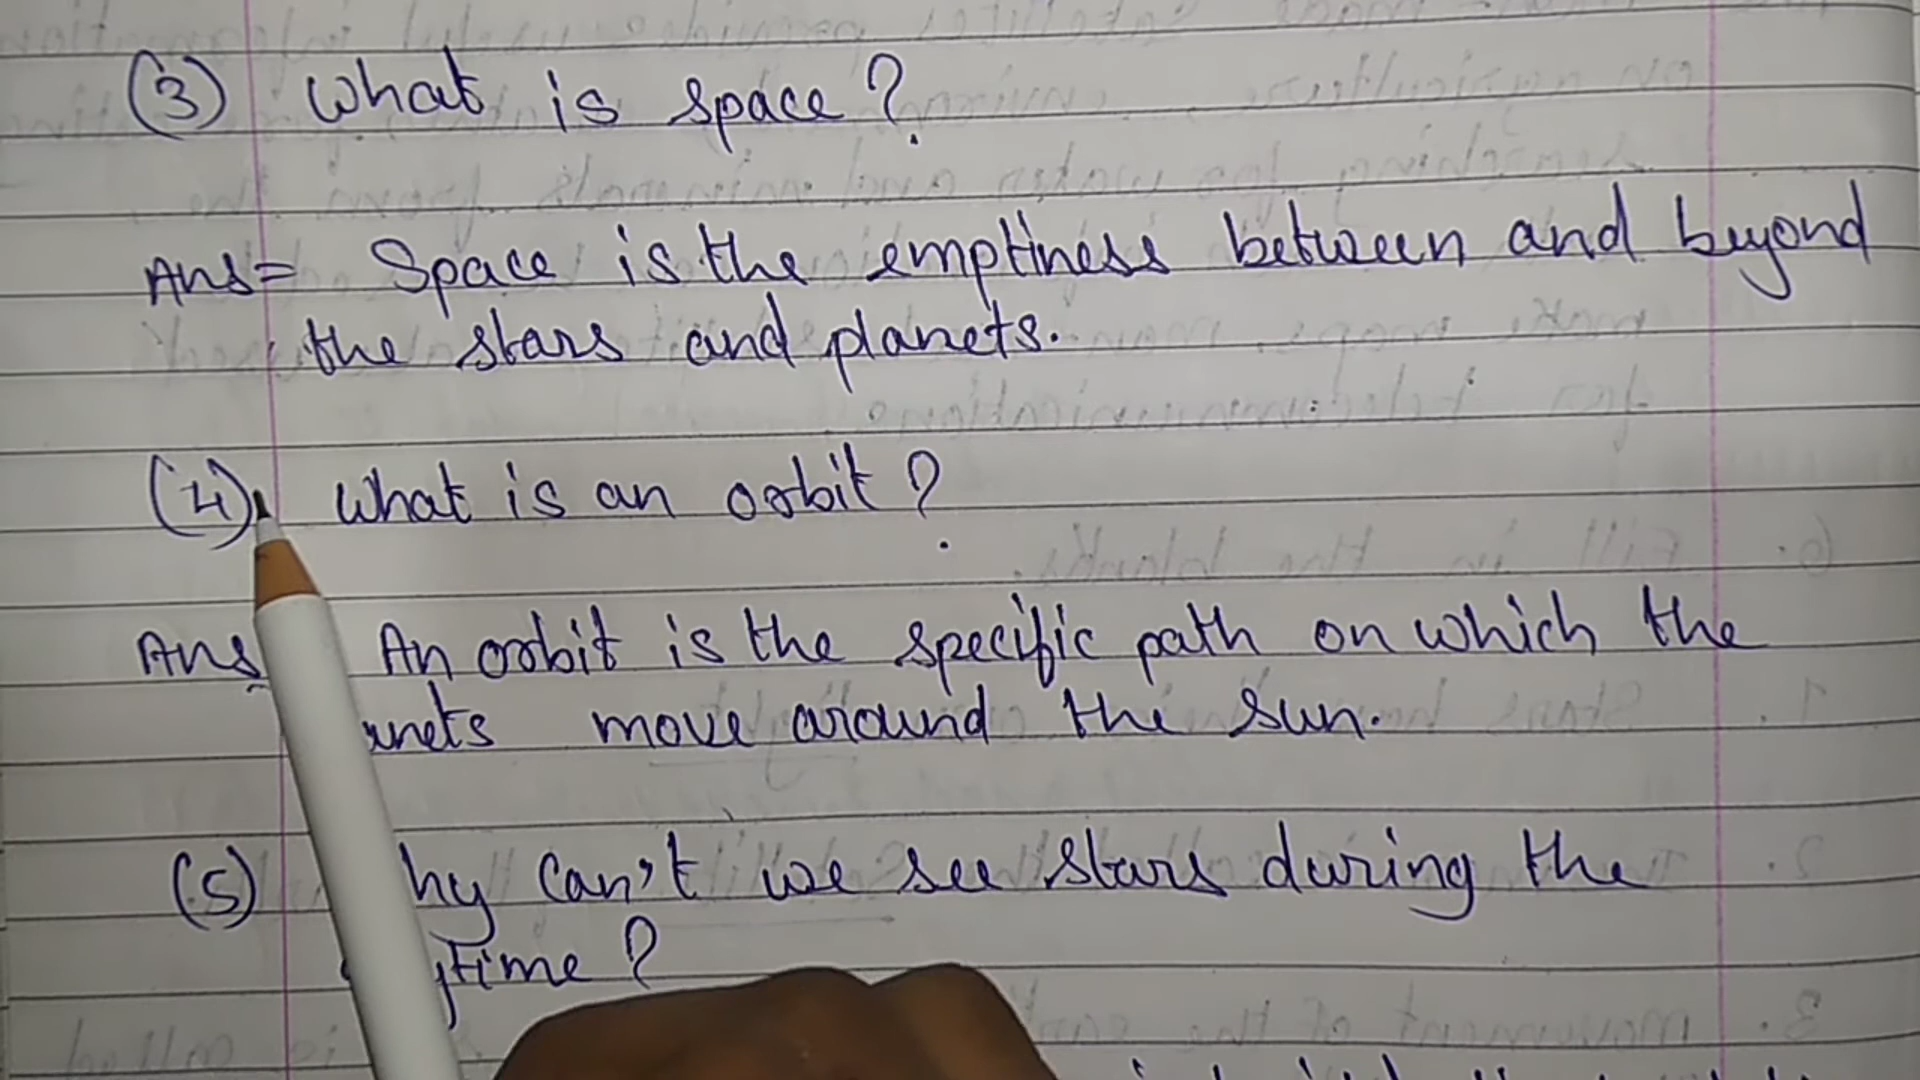 (3) What is space?
Ans= Space is the emptiness between and beyond
the stars and planets.
(4) What is an orbit?
Ans An orbit is the specific path on which the
move around the sun.
(5) can't we see stars during the